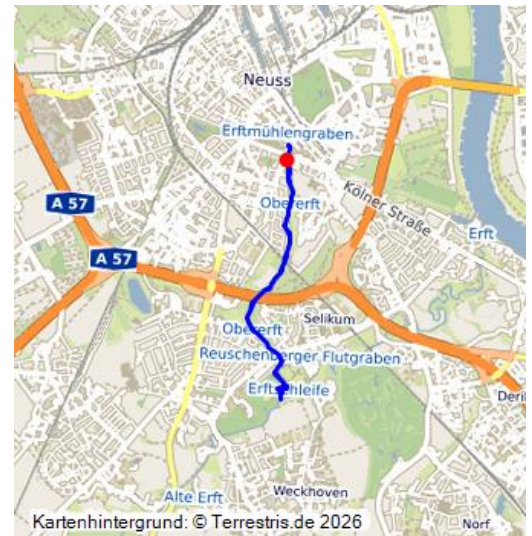 Neuss
Erftmühlengraben
A 57
Obererft
Kölner Straße
Erft
A 57
Selikum
Obererft
Reuschenberger Flutgraben
Erftschleife
Alte Erft
Weckhoven
Norf
Kartenhintergrund: © Terrestris.de 2026